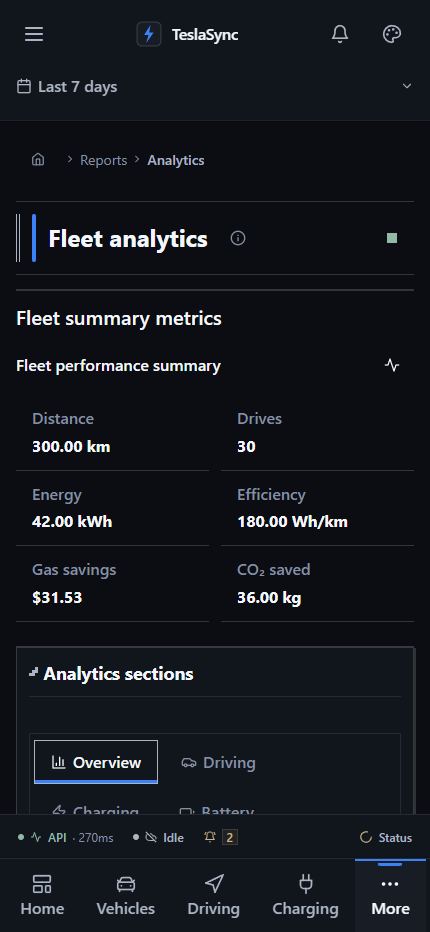 TeslaSync
Last 7 days
Reports Analytics
Fleet analytics
Fleet summary metrics
Fleet performance summary
Distance Drives
300.00 km 30
Energy Efficiency
42.00 kWh 180.00 Wh/km
Gas savings CO₂ saved
$31.53 36.00 kg
Analytics sections
Overview Driving
Charging Battery
API · 270ms Idle 2 Status
Home Vehicles Driving Charging More